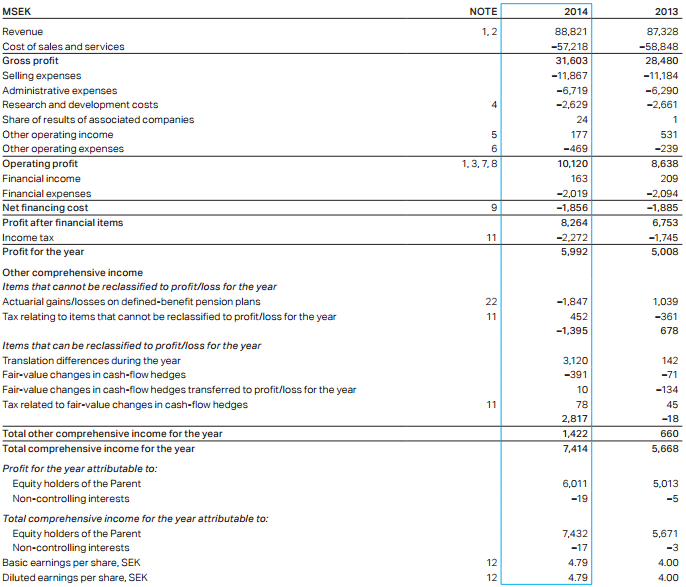 MSEK NOTE 2014 2013
Revenue 1, 2 88,821 87,328
Cost of sales and services –57,218 –58,848
Gross profit 31,603 28,480
Selling expenses –11,867 –11,184
Administrative expenses –6,719 –6,290
Research and development costs 4 –2,629 –2,661
Share of results of associated companies 24 1
Other operating income 5 177 531
Other operating expenses 6 –469 –239
Operating profit 1, 3, 7, 8 10,120 8,638
Financial income 163 209
Financial expenses –2,019 –2,094
Net financing cost 9 –1,856 –1,885
Profit after financial items 8,264 6,753
Income tax 11 –2,272 –1,745
Profit for the year 5,992 5,008
Other comprehensive income
Items that cannot be reclassified to profit/loss for the year
Actuarial gains/losses on defined-benefit pension plans 22 –1,847 1,039
Tax relating to items that cannot be reclassified to profit/loss for the year 11 452 –361
–1,395 678
Items that can be reclassified to profit/loss for the year
Translation differences during the year 3,120 142
Fair-value changes in cash-flow hedges –391 –71
Fair-value changes in cash-flow hedges transferred to profit/loss for the year 10 –134
Tax related to fair-value changes in cash-flow hedges 11 78 45
2,817 –18
Total other comprehensive income for the year 1,422 660
Total comprehensive income for the year 7,414 5,668
Profit for the year attributable to:
Equity holders of the Parent 6,011 5,013
Non-controlling interests –19 –5
Total comprehensive income for the year attributable to:
Equity holders of the Parent 7,432 5,671
Non-controlling interests –17 –3
Basic earnings per share, SEK 12 4.79 4.00
Diluted earnings per share, SEK 12 4.79 4.00